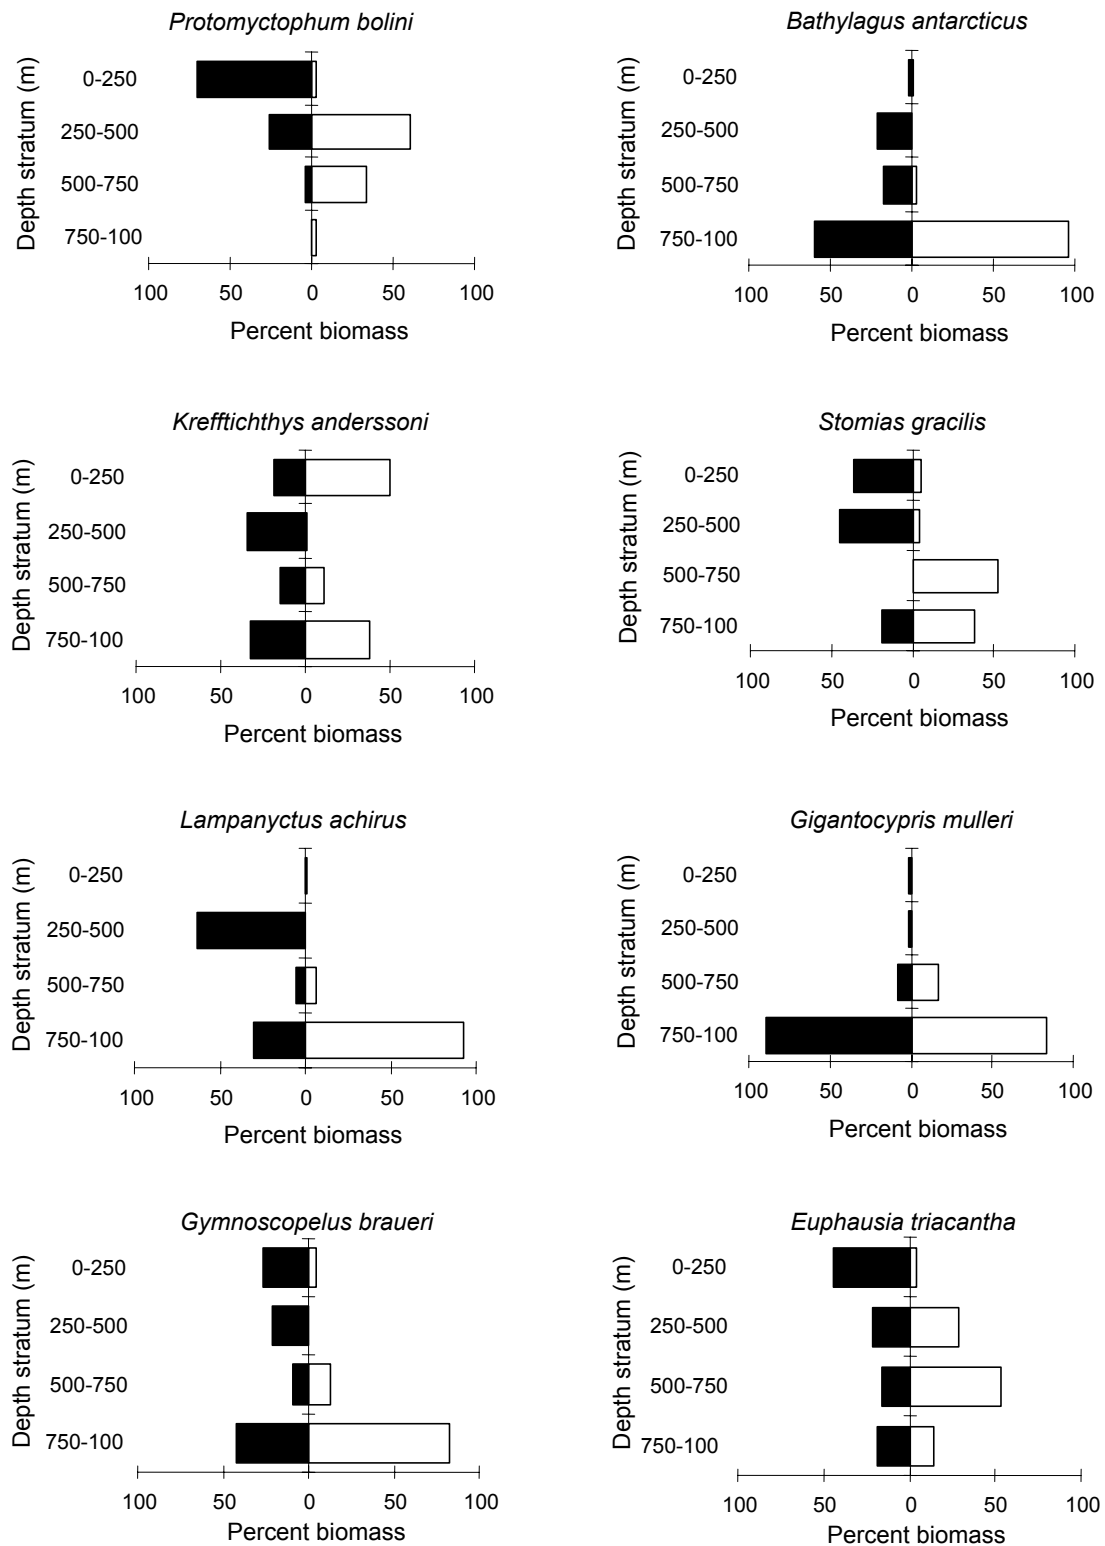 Protomyctophum bolini
Depth stratum (m)
0-250
250-500
500-750
750-100
100 50 0 50 100
Percent biomass
Bathylagus antarcticus
Depth stratum (m)
0-250
250-500
500-750
750-100
100 50 0 50 100
Percent biomass
Krefftichthys anderssoni
Depth stratum (m)
0-250
250-500
500-750
750-100
100 50 0 50 100
Percent biomass
Stomias gracilis
Depth stratum (m)
0-250
250-500
500-750
750-100
100 50 0 50 100
Percent biomass
Lampanyctus achirus
Depth stratum (m)
0-250
250-500
500-750
750-100
100 50 0 50 100
Percent biomass
Gigantocypris mulleri
Depth stratum (m)
0-250
250-500
500-750
750-100
100 50 0 50 100
Percent biomass
Gymnoscopelus braueri
Depth stratum (m)
0-250
250-500
500-750
750-100
100 50 0 50 100
Percent biomass
Euphausia triacantha
Depth stratum (m)
0-250
250-500
500-750
750-100
100 50 0 50 100
Percent biomass